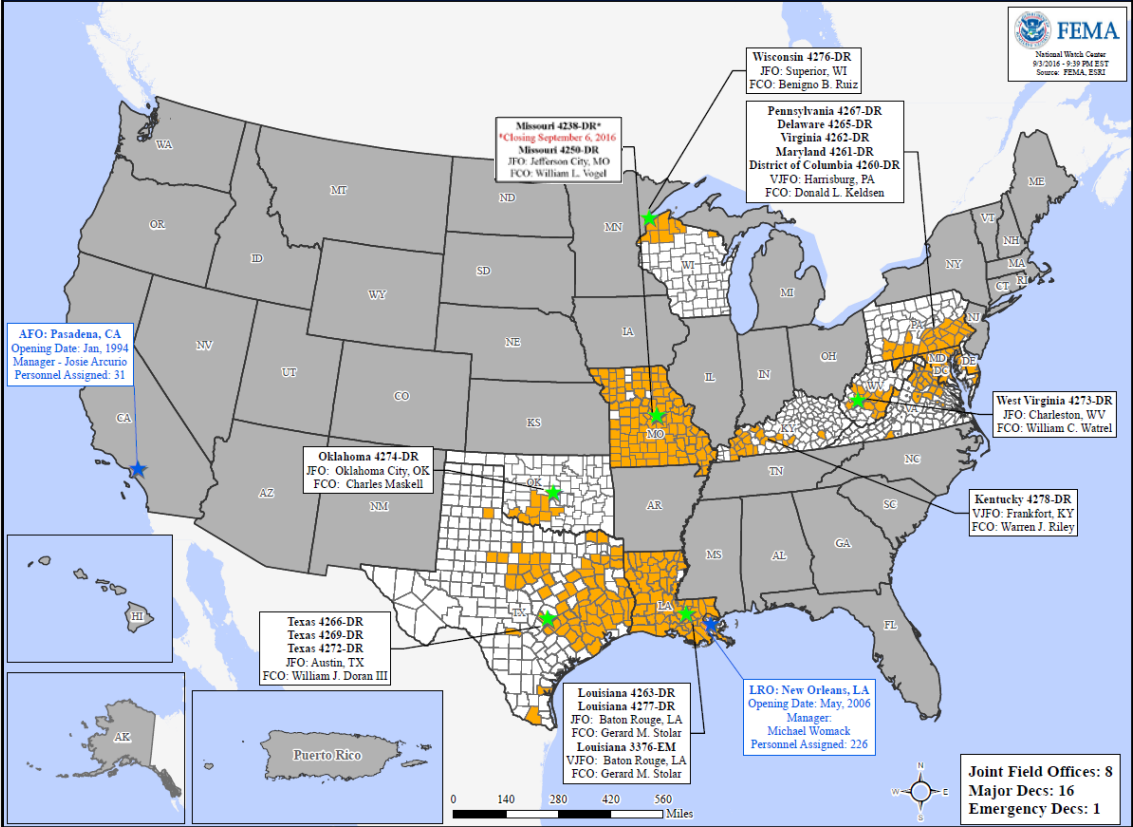 FEMA
National Watch Center
9/3/2016 - 9:39 PM EST
Source: FEMA, ESRI
Wisconsin 4276-DR
JFO: Superior, WI
FCO: Benigno B. Ruiz
Pennsylvania 4267-DR
Delaware 4265-DR
Virginia 4262-DR
Maryland 4261-DR
District of Columbia 4260-DR
VJFO: Harrisburg, PA
FCO: Donald L. Keldsen
Missouri 4238-DR*
*Closing September 6, 2016
Missouri 4250-DR
JFO: Jefferson City, MO
FCO: William L. Vogel
WA
MT
ND
MN
ME
OR
ID
SD
WI
VT
NH
NY
MA
CT
RI
WY
MI
AFO: Pasadena, CA
Opening Date: Jan, 1994
Manager - Josie Arcurio
Personnel Assigned: 31
NV
NE
IA
PA
NJ
OH
MD
DE
DC
UT
CO
IL
IN
WV
VA
CA
KS
MO
KY
West Virginia 4273-DR
JFO: Charleston, WV
FCO: William C. Watrel
Oklahoma 4274-DR
JFO: Oklahoma City, OK
FCO: Charles Maskell
AZ
NM
OK
AR
TN
NC
SC
Kentucky 4278-DR
VJFO: Frankfort, KY
FCO: Warren J. Riley
MS
AL
GA
HI
TX
LA
FL
Texas 4266-DR
Texas 4269-DR
Texas 4272-DR
JFO: Austin, TX
FCO: William J. Doran III
Louisiana 4263-DR
Louisiana 4277-DR
JFO: Baton Rouge, LA
FCO: Gerard M. Stolar
Louisiana 3376-EM
VJFO: Baton Rouge, LA
FCO: Gerard M. Stolar
LRO: New Orleans, LA
Opening Date: May, 2006
Manager:
Michael Womack
Personnel Assigned: 226
AK
Puerto Rico
0 140 280 420 560
Miles
N
W E
S
Joint Field Offices: 8
Major Decs: 16
Emergency Decs: 1